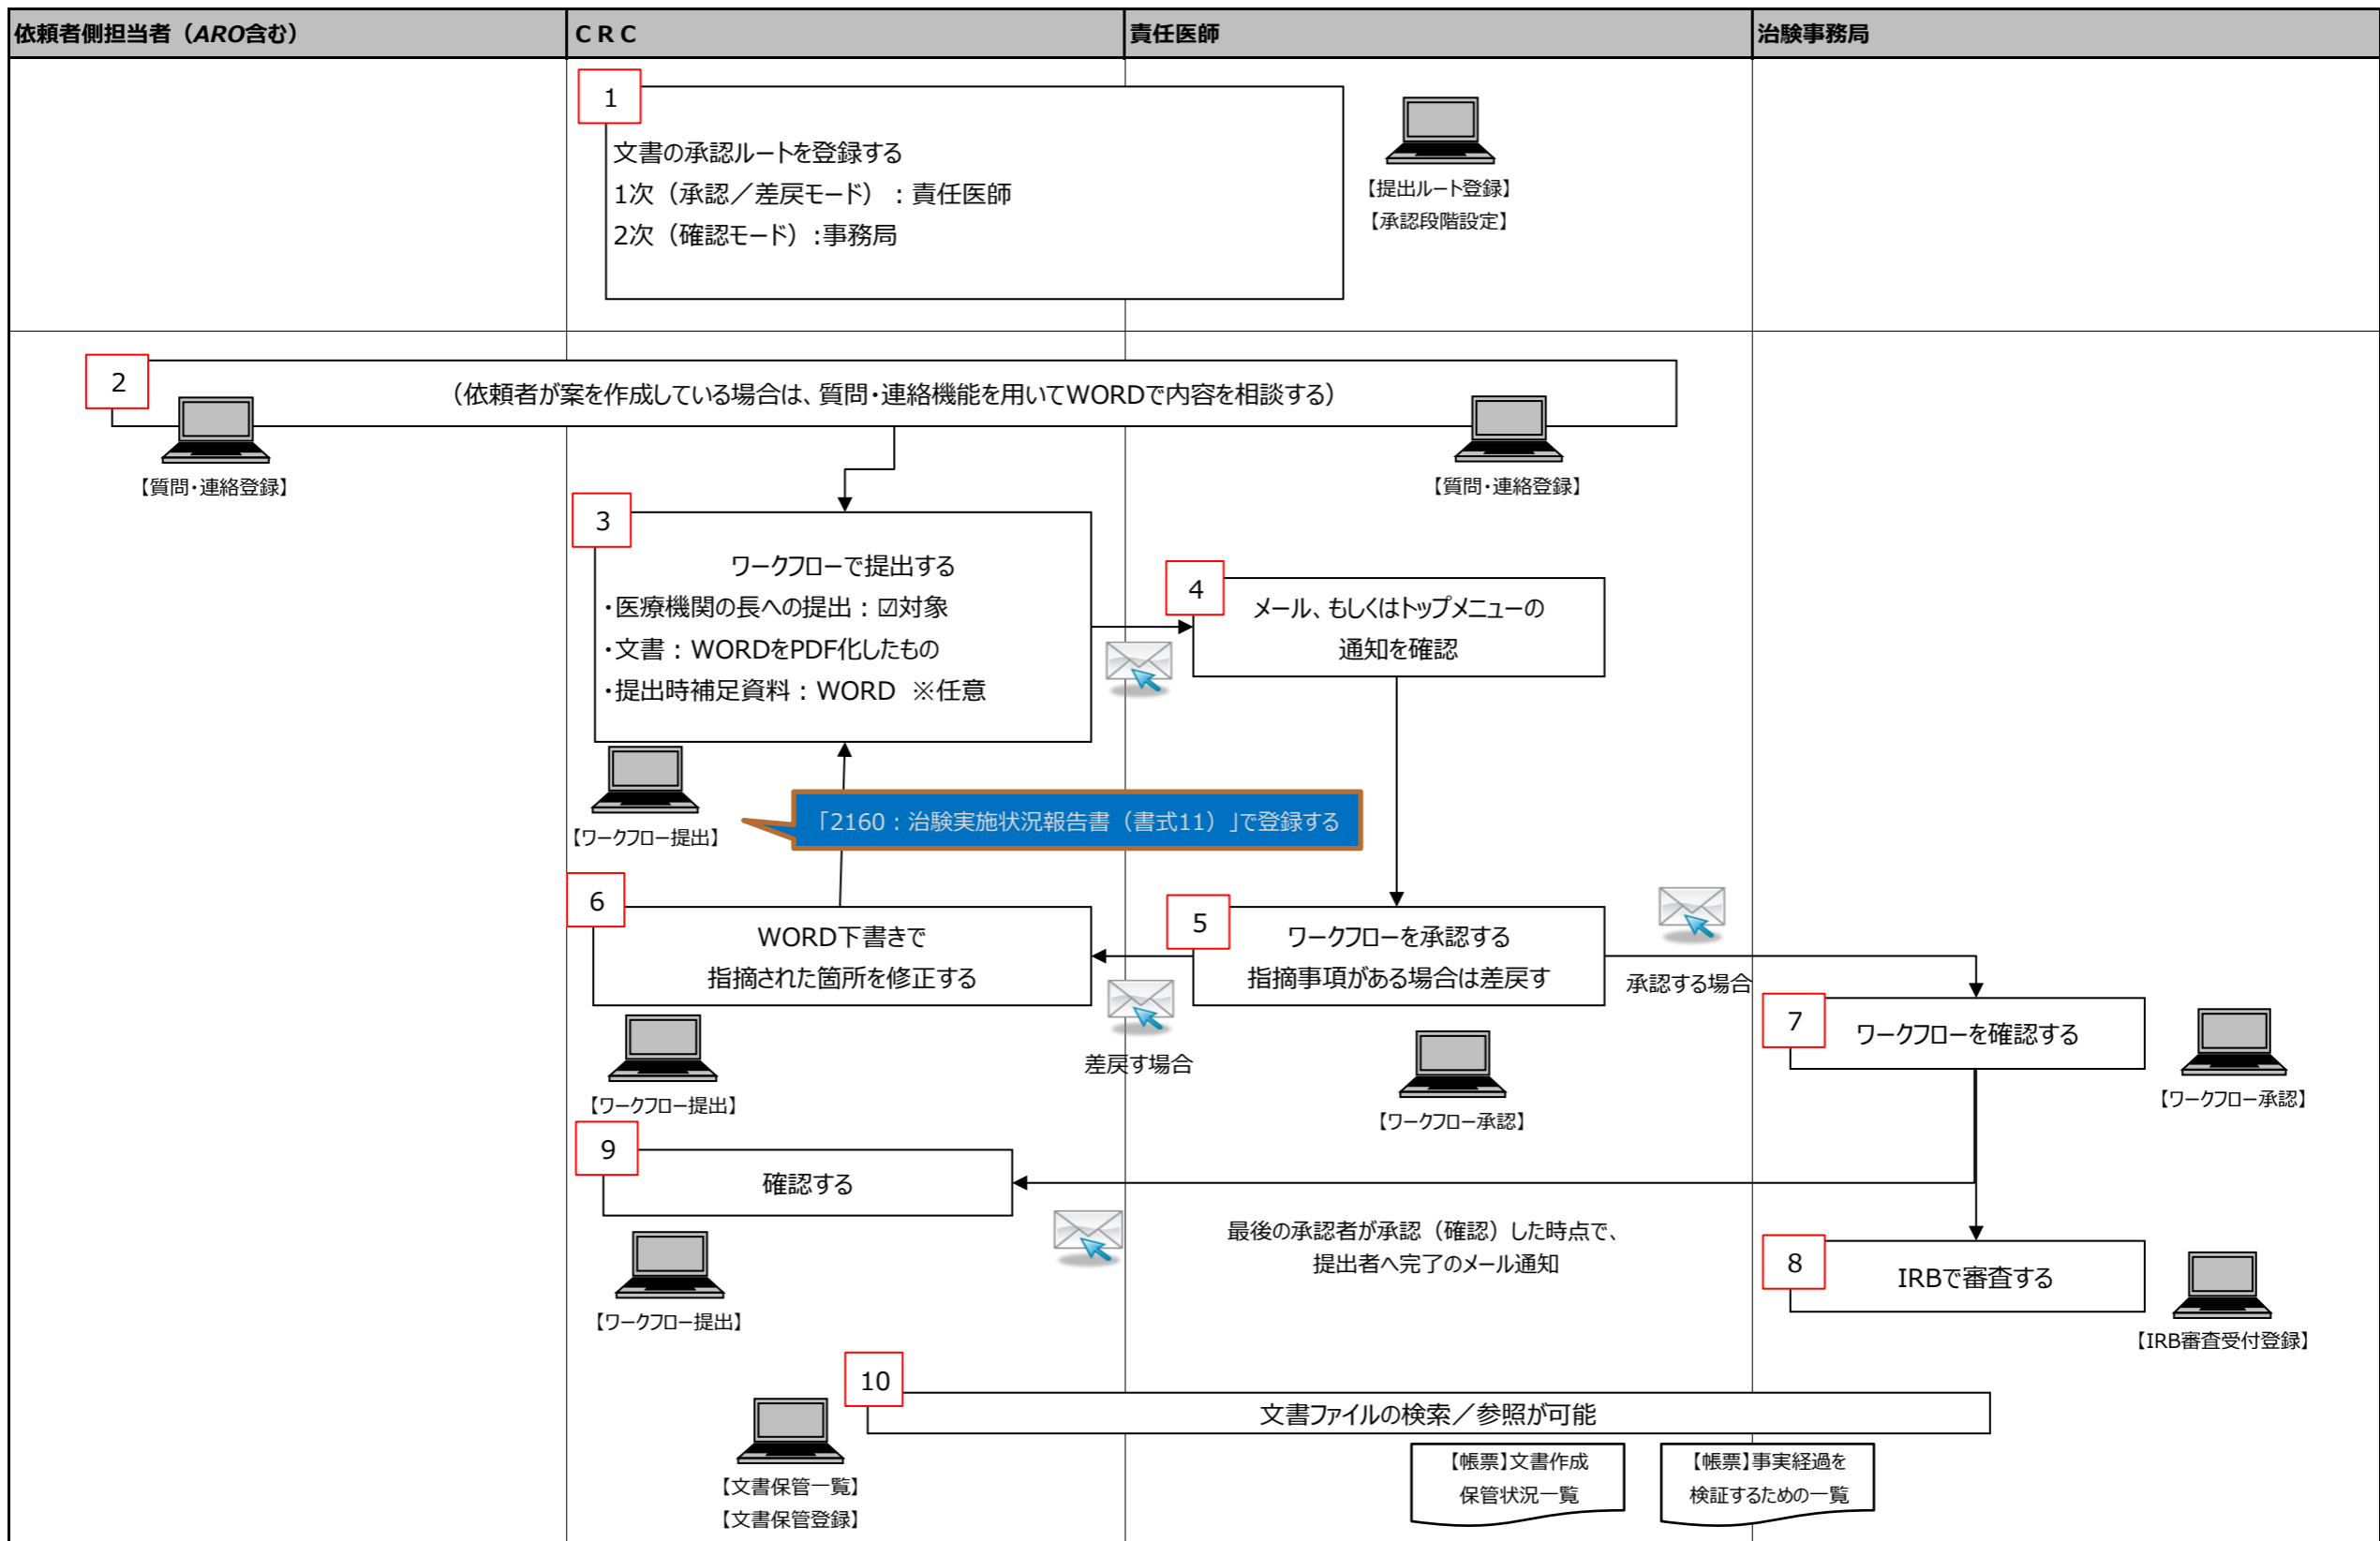 依頼者側担当者（ARO含む）
ＣＲＣ
責任医師
治験事務局
1
文書の承認ルートを登録する
1次（承認／差戻モード）：責任医師
2次（確認モード）:事務局
【提出ルート登録】
【承認段階設定】
2
（依頼者が案を作成している場合は、質問・連絡機能を用いてWORDで内容を相談する）
【質問・連絡登録】
【質問・連絡登録】
3
ワークフローで提出する
・医療機関の長への提出：☑対象
・文書：WORDをPDF化したもの
・提出時補足資料：WORD　※任意
4
メール、もしくはトップメニューの
通知を確認
【ワークフロー提出】
「2160：治験実施状況報告書（書式11）」で登録する
6
WORD下書きで
指摘された箇所を修正する
5
ワークフローを承認する
指摘事項がある場合は差戻す
承認する場合
7
ワークフローを確認する
差戻す場合
【ワークフロー提出】
【ワークフロー承認】
【ワークフロー承認】
9
確認する
最後の承認者が承認（確認）した時点で、
提出者へ完了のメール通知
8
IRBで審査する
【ワークフロー提出】
【IRB審査受付登録】
10
文書ファイルの検索／参照が可能
【文書保管一覧】
【文書保管登録】
【帳票】文書作成
保管状況一覧
【帳票】事実経過を
検証するための一覧